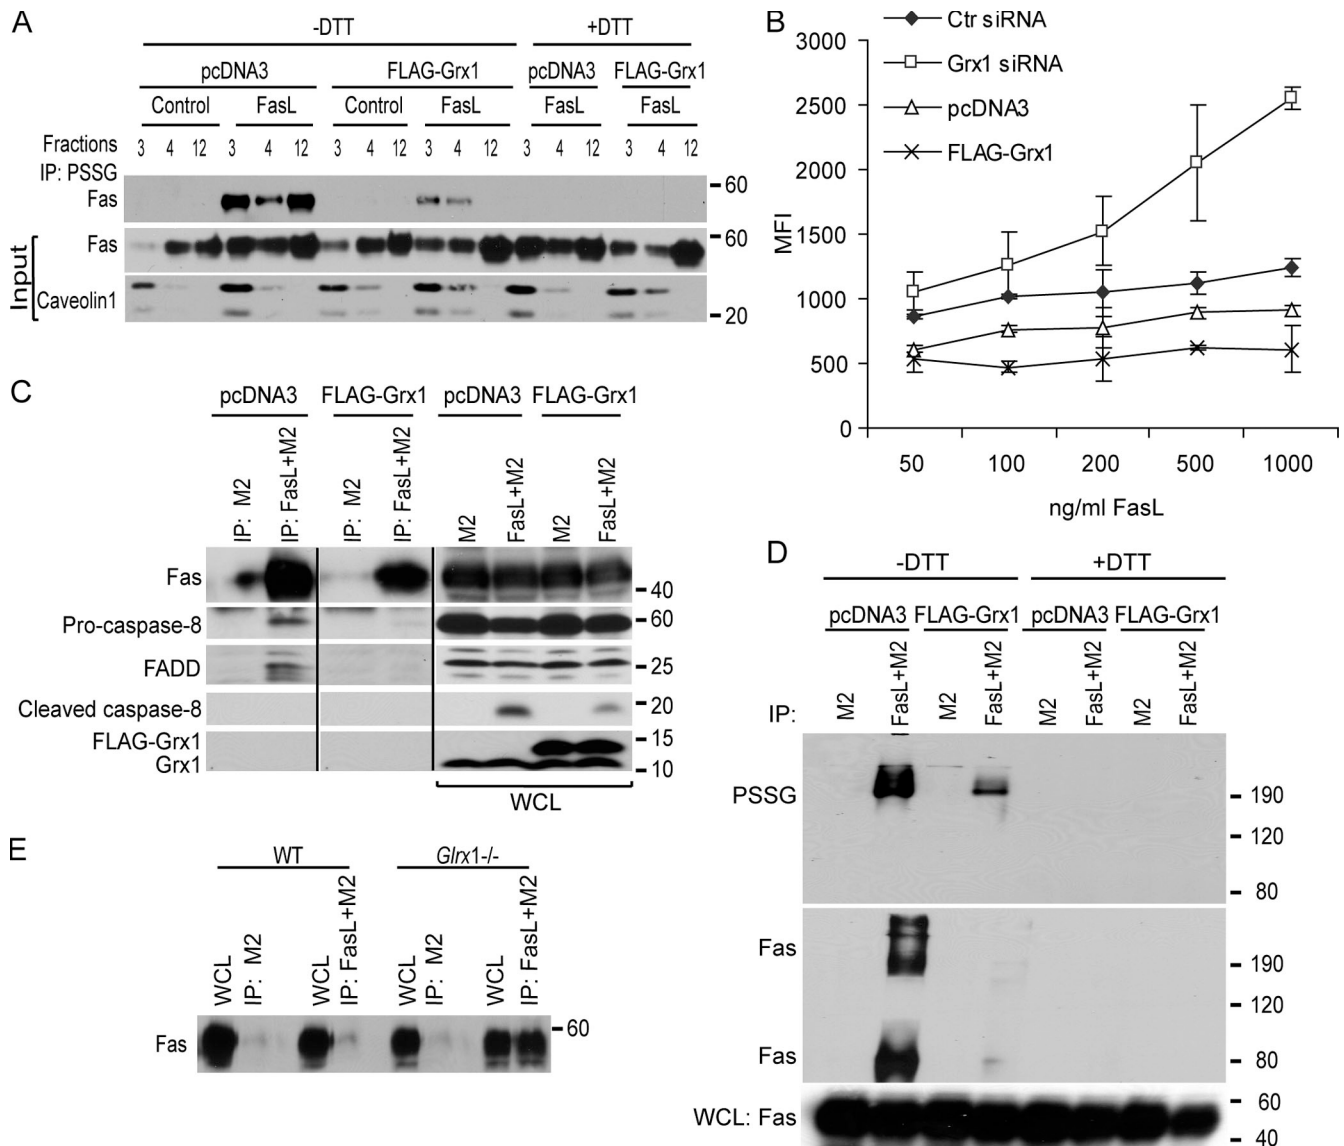 A
-DTT
+DTT
pcDNA3
FLAG-Grx1
pcDNA3
FLAG-Grx1
Control
FasL
Control
FasL
FasL
FasL
Fractions
3 4 12 3 4 12 3 4 12 3 4 12 3 4 12 3 4 12
IP: PSSG
Fas
60
Input
Fas
60
Caveolin1
20
B
Ctr siRNA
Grx1 siRNA
pcDNA3
FLAG-Grx1
3000
2500
2000
1500
1000
500
0
MFI
50 100 200 500 1000
ng/ml FasL
C
pcDNA3
FLAG-Grx1
pcDNA3
FLAG-Grx1
IP: M2
IP: FasL+M2
IP: M2
IP: FasL+M2
M2
FasL+M2
M2
FasL+M2
Fas
40
Pro-caspase-8
60
FADD
25
Cleaved caspase-8
20
FLAG-Grx1
15
Grx1
10
WCL
D
-DTT
+DTT
pcDNA3
FLAG-Grx1
pcDNA3
FLAG-Grx1
IP:
M2
FasL+M2
M2
FasL+M2
M2
FasL+M2
M2
FasL+M2
PSSG
190
120
80
Fas
190
120
Fas
80
WCL: Fas
60
40
E
WT
Glrx1-/-
WCL
IP: M2
WCL
IP: FasL+M2
WCL
IP: M2
WCL
IP: FasL+M2
Fas
60